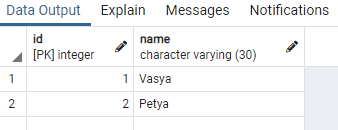 Data Output Explain Messages Notifications
id name
[PK] integer character varying (30)
1 1 Vasya
2 2 Petya